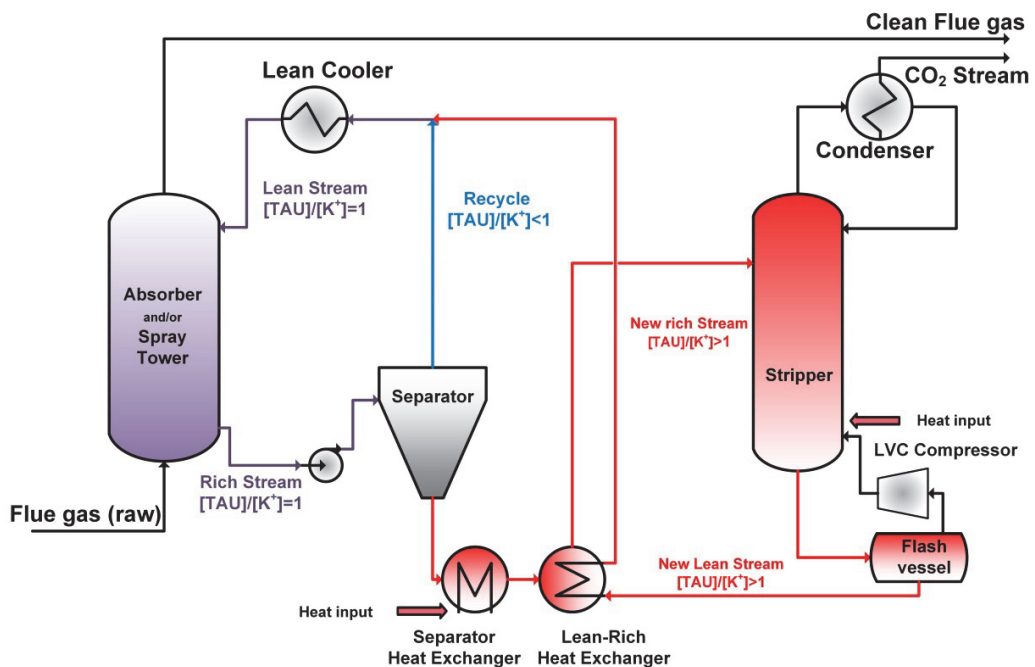 Clean Flue gas
CO₂ Stream
Lean Cooler
Condenser
Lean Stream
[TAU]/[K⁺]=1
Recycle
[TAU]/[K⁺]<1
Absorber
and/or
Spray
Tower
New rich Stream
[TAU]/[K⁺]>1
Stripper
Separator
Heat input
LVC Compressor
Rich Stream
[TAU]/[K⁺]=1
Flue gas (raw)
Flash
vessel
New Lean Stream
[TAU]/[K⁺]>1
Heat input
Separator
Heat Exchanger
Lean-Rich
Heat Exchanger